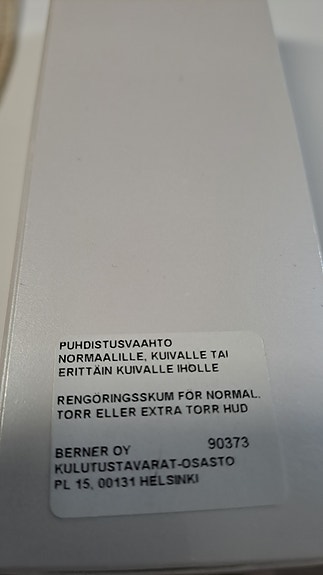 PUHDISTUSVAAHTO
NORMAALILLE, KUIVALLE TAI
ERITTÄIN KUIVALLE IHOLLE
RENGÖRINGSSKUM FÖR NORMAL.
TORR ELLER EXTRA TORR HUD
BERNER OY 90373
KULUTUSTAVARAT-OSASTO
PL 15, 00131 HELSINKI